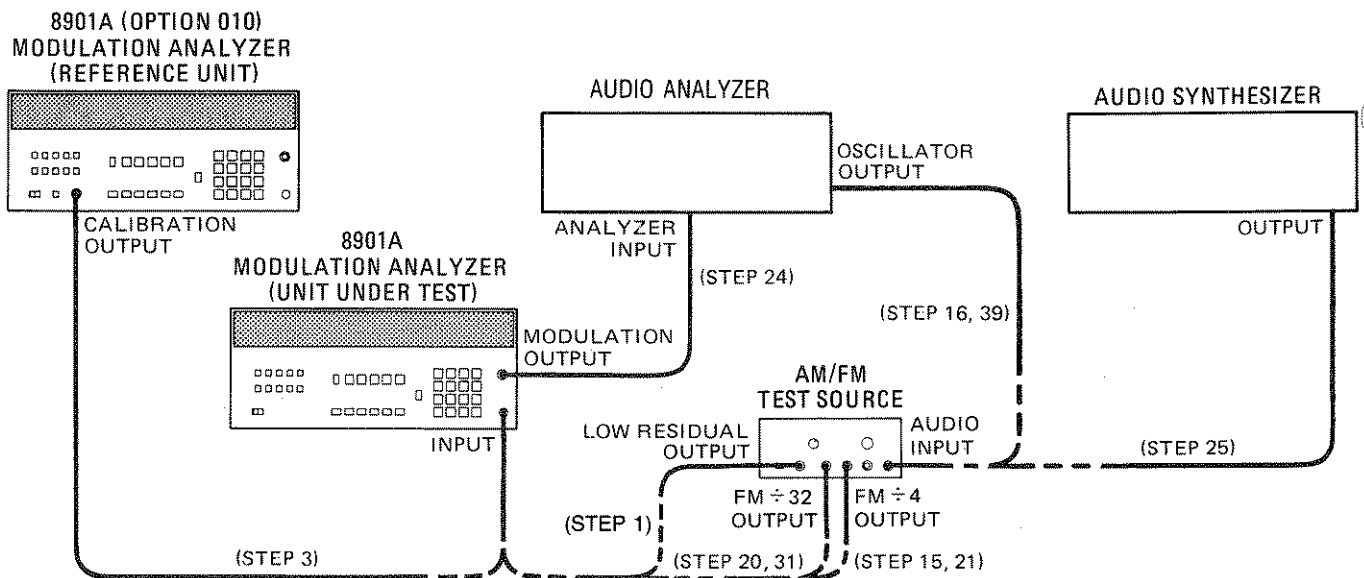 8901A (OPTION 010)
MODULATION ANALYZER
(REFERENCE UNIT)
AUDIO ANALYZER
AUDIO SYNTHESIZER
OSCILLATOR
OUTPUT
CALIBRATION
OUTPUT
ANALYZER
INPUT
OUTPUT
8901A
MODULATION ANALYZER
(UNIT UNDER TEST)
(STEP 24)
(STEP 16, 39)
MODULATION
OUTPUT
AM/FM
TEST SOURCE
INPUT
LOW RESIDUAL
OUTPUT
AUDIO
INPUT
(STEP 25)
FM ÷ 32
OUTPUT
FM ÷ 4
OUTPUT
(STEP 1)
(STEP 3)
(STEP 20, 31)
(STEP 15, 21)